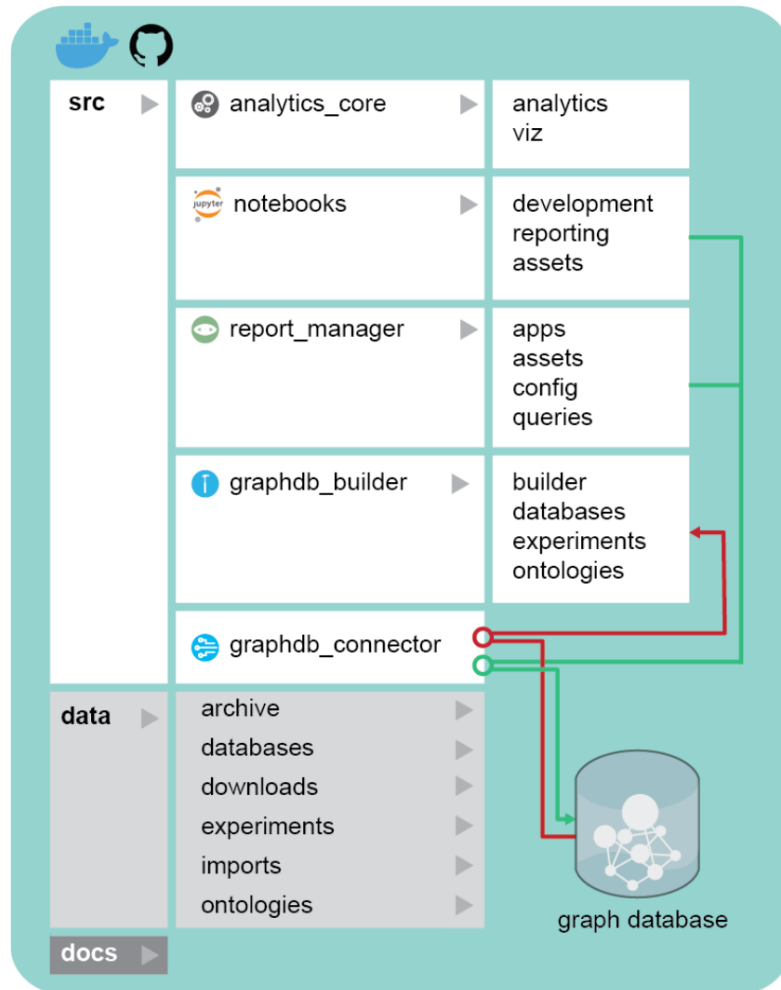 src
analytics_core
analytics
viz
jupyter
notebooks
development
reporting
assets
report_manager
apps
assets
config
queries
graphdb_builder
builder
databases
experiments
ontologies
graphdb_connector
data
archive
databases
downloads
experiments
imports
ontologies
graph database
docs